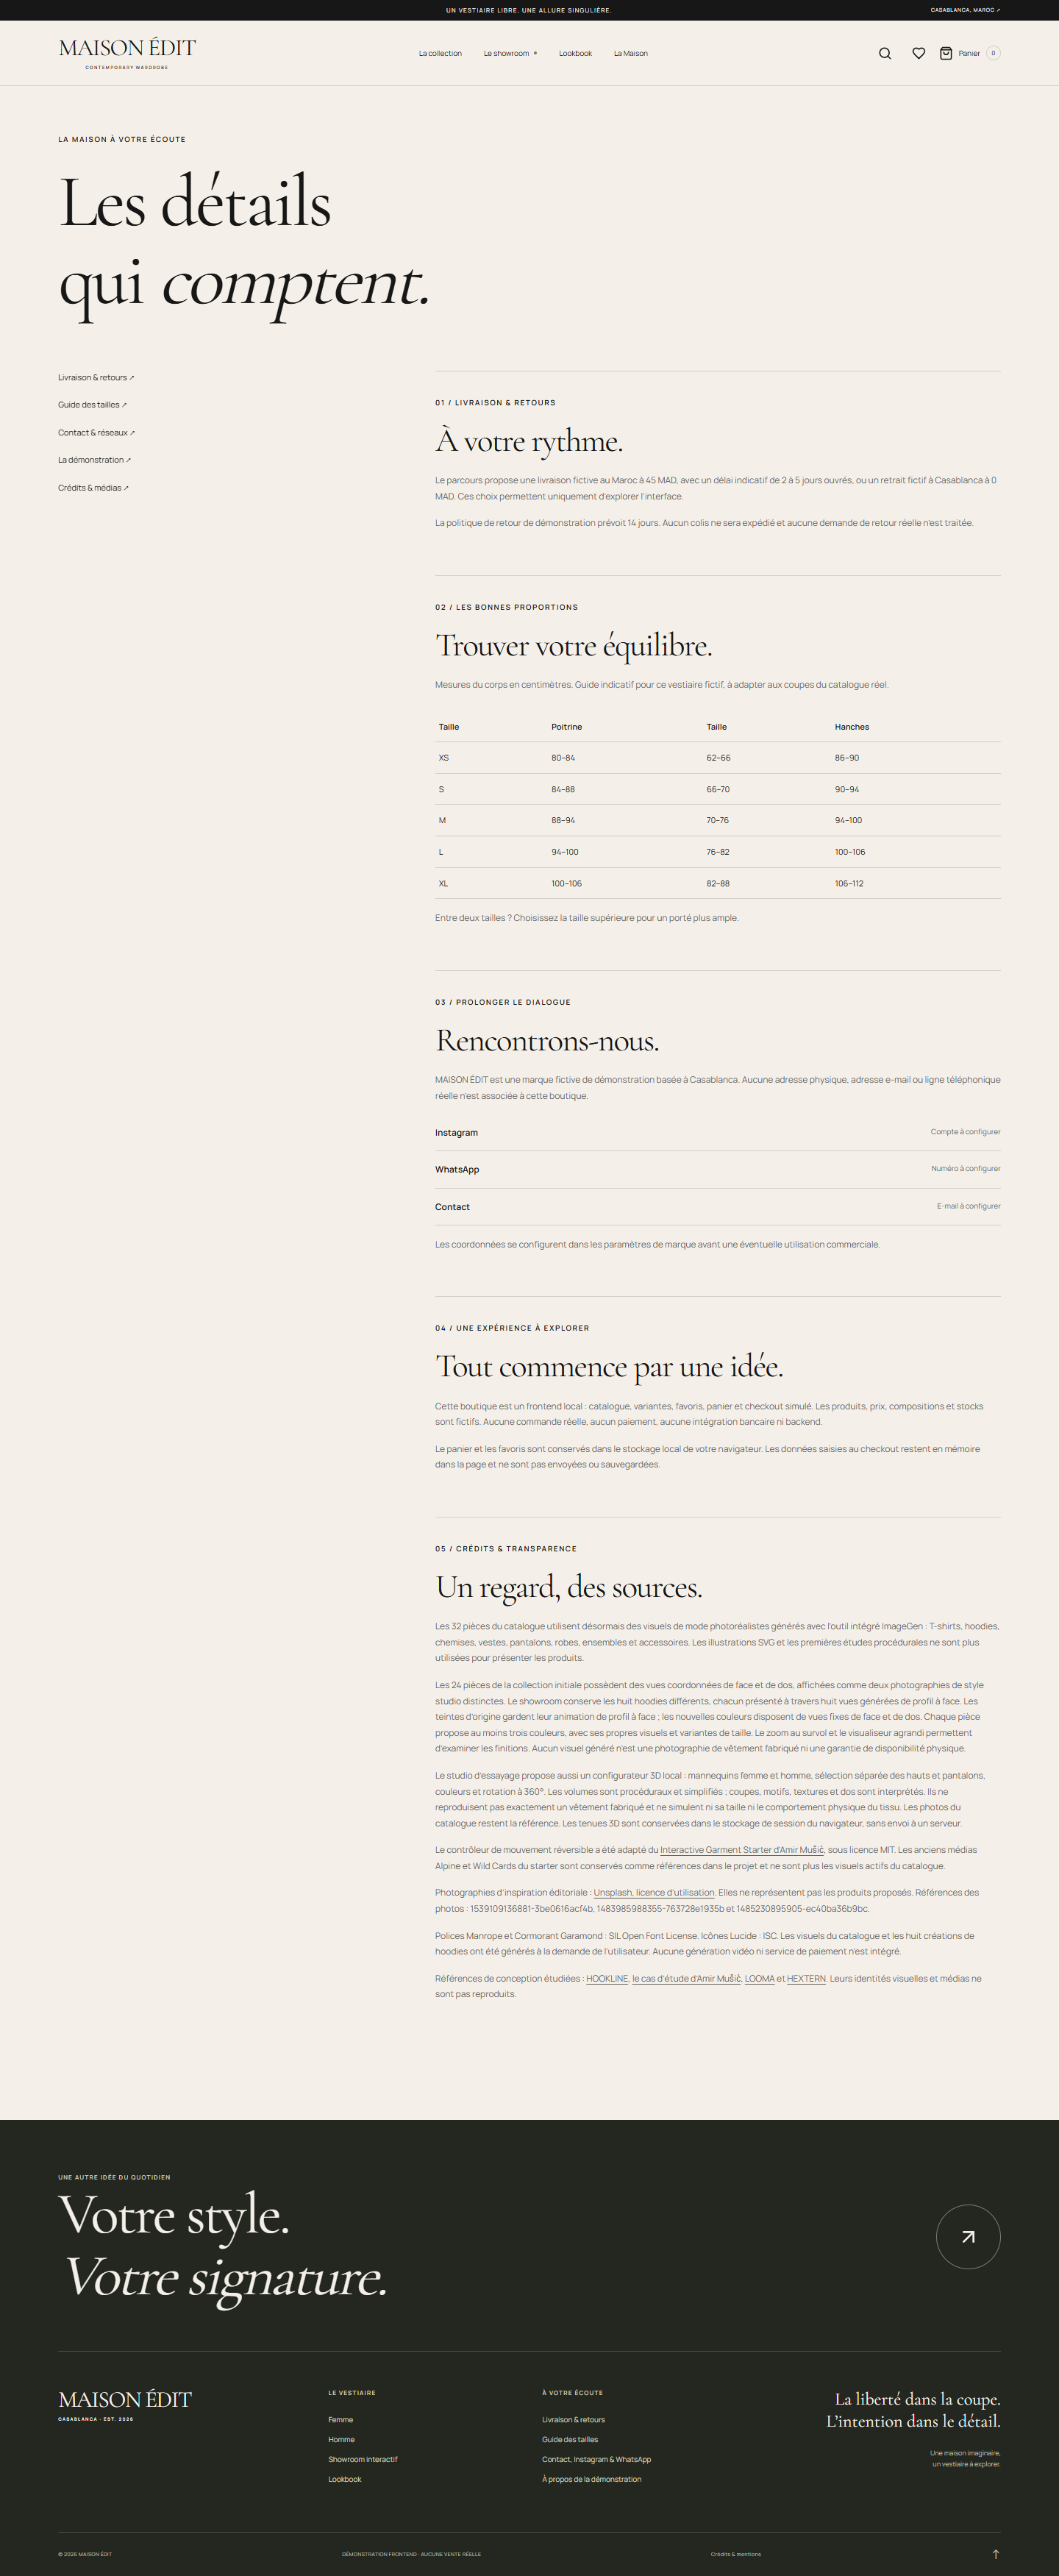 UN VESTIAIRE LIBRE. UNE ALLURE SINGULIÈRE.
CASABLANCA, MAROC ↗
MAISON ÉDIT
CONTEMPORARY WARDROBE
La collection
Le showroom
Lookbook
La Maison
Panier
0
LA MAISON À VOTRE ÉCOUTE
Les détails
qui comptent.
Livraison & retours ↗
Guide des tailles ↗
Contact & réseaux ↗
La démonstration ↗
Crédits & médias ↗
01 / LIVRAISON & RETOURS
À votre rythme.
Le parcours propose une livraison fictive au Maroc à 45 MAD, avec un délai indicatif de 2 à 5 jours ouvrés, ou un retrait fictif à Casablanca à 0
MAD. Ces choix permettent uniquement d'explorer l'interface.
La politique de retour de démonstration prévoit 14 jours. Aucun colis ne sera expédié et aucune demande de retour réelle n'est traitée.
02 / LES BONNES PROPORTIONS
Trouver votre équilibre.
Mesures du corps en centimètres. Guide indicatif pour ce vestiaire fictif, à adapter aux coupes du catalogue réel.
Taille Poitrine Taille Hanches
XS 80–84 62–66 86–90
S 84–88 66–70 90–94
M 88–94 70–76 94–100
L 94–100 76–82 100–106
XL 100–106 82–88 106–112
Entre deux tailles ? Choisissez la taille supérieure pour un porté plus ample.
03 / PROLONGER LE DIALOGUE
Rencontrons-nous.
MAISON ÉDIT est une marque fictive de démonstration basée à Casablanca. Aucune adresse physique, adresse e-mail ou ligne téléphonique
réelle n'est associée à cette boutique.
Instagram Compte à configurer
WhatsApp Numéro à configurer
Contact E-mail à configurer
Les coordonnées se configurent dans les paramètres de marque avant une éventuelle utilisation commerciale.
04 / UNE EXPÉRIENCE À EXPLORER
Tout commence par une idée.
Cette boutique est un frontend local : catalogue, variantes, favoris, panier et checkout simulé. Les produits, prix, compositions et stocks
sont fictifs. Aucune commande réelle, aucun paiement, aucune intégration bancaire ni backend.
Le panier et les favoris sont conservés dans le stockage local de votre navigateur. Les données saisies au checkout restent en mémoire
dans la page et ne sont pas envoyées ou sauvegardées.
05 / CRÉDITS & TRANSPARENCE
Un regard, des sources.
Les 32 pièces du catalogue utilisent désormais des visuels de mode photoréalistes générés avec l'outil intégré ImageGen : T-shirts, hoodies,
chemises, vestes, pantalons, robes, ensembles et accessoires. Les illustrations SVG et les premières études procédurales ne sont plus
utilisées pour présenter les produits.
Les 24 pièces de la collection initiale possèdent des vues coordonnées de face et de dos, affichées comme deux photographies de style
studio distinctes. Le showroom conserve les huit hoodies différents, chacun présenté à travers huit vues générées de profil à face. Les
teintes d'origine gardent leur animation de profil à face ; les nouvelles couleurs disposent de vues fixes de face et de dos. Chaque pièce
propose au moins trois couleurs, avec ses propres visuels et variantes de taille. Le zoom au survol et le visualiseur agrandi permettent
d'examiner les finitions. Aucun visuel généré n'est une photographie de vêtement fabriqué ni une garantie de disponibilité physique.
Le studio d'essayage propose aussi un configurateur 3D local : mannequins femme et homme, sélection séparée des hauts et pantalons,
couleurs et rotation à 360°. Les volumes sont procéduraux et simplifiés ; coupes, motifs, textures et dos sont interprétés. Ils ne
reproduisent pas exactement un vêtement fabriqué et ne simulent ni sa taille ni le comportement physique du tissu. Les photos du
catalogue restent la référence. Les tenues 3D sont conservées dans le stockage de session du navigateur, sans envoi à un serveur.
Le contrôleur de mouvement réversible a été adapté du Interactive Garment Starter d'Amir Mušić, sous licence MIT. Les anciens médias
Alpine et Wild Cards du starter sont conservés comme références dans le projet et ne sont plus les visuels actifs du catalogue.
Photographies d'inspiration éditoriale : Unsplash, licence d'utilisation. Elles ne représentent pas les produits proposés. Références des
photos : 1539109136881-3be0616acf4b, 1483985988355-763728e1935b et 1485230895905-ec40ba36b9bc.
Polices Manrope et Cormorant Garamond : SIL Open Font License. Icônes Lucide : ISC. Les visuels du catalogue et les huit créations de
hoodies ont été générés à la demande de l'utilisateur. Aucune génération vidéo ni service de paiement n'est intégré.
Références de conception étudiées : HOOKLINE, le cas d'étude d'Amir Mušić, LOOMA et HEXTERN. Leurs identités visuelles et médias ne
sont pas reproduits.
UNE AUTRE IDÉE DU QUOTIDIEN
Votre style.
Votre signature.
MAISON ÉDIT
CASABLANCA · EST. 2026
LE VESTIAIRE
Femme
Homme
Showroom interactif
Lookbook
À VOTRE ÉCOUTE
Livraison & retours
Guide des tailles
Contact, Instagram & WhatsApp
À propos de la démonstration
La liberté dans la coupe.
L'intention dans le détail.
Une maison imaginaire,
un vestiaire à explorer.
© 2026 MAISON ÉDIT
DÉMONSTRATION FRONTEND · AUCUNE VENTE RÉELLE
Crédits & mentions
↑